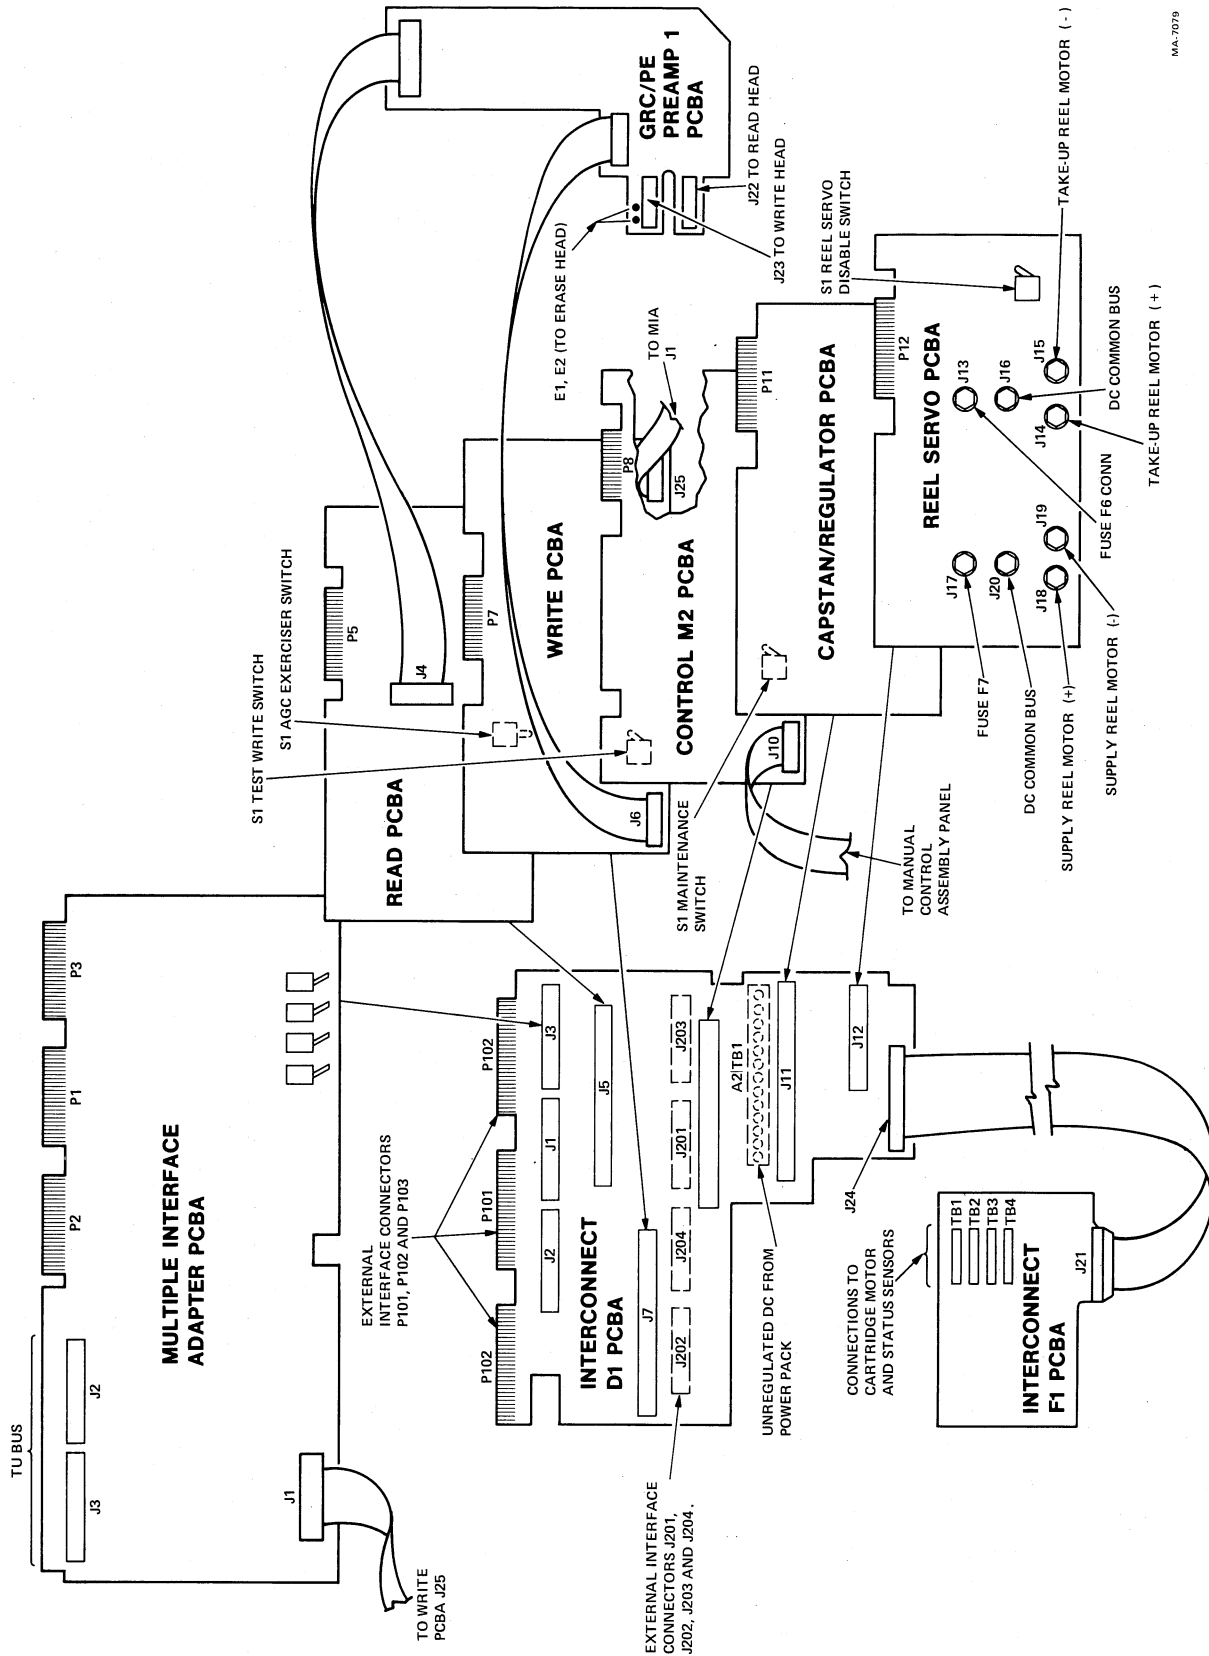 TU BUS
J3
J2
P2
P1
P3
MULTIPLE INTERFACE
ADAPTER PCBA
J1
TO WRITE
PCBA J25
EXTERNAL
INTERFACE CONNECTORS
P101, P102 AND P103
P102
P101
P102
J2
J1
J3
INTERCONNECT
D1 PCBA
J5
J7
J202
J204
J201
J203
A2
TB1
J11
J12
EXTERNAL INTERFACE
CONNECTORS J201,
J202, J203 AND J204.
UNREGULATED DC FROM
POWER PACK
J24
CONNECTIONS TO
CARTRIDGE MOTOR
AND STATUS SENSORS
TB1
TB2
TB3
TB4
INTERCONNECT
F1 PCBA
J21
S1 TEST WRITE SWITCH
S1 AGC EXERCISER SWITCH
READ PCBA
P5
J4
WRITE PCBA
P7
J6
CONTROL M2 PCBA
P8
J25
TO MIA
J1
J10
S1 MAINTENANCE
SWITCH
TO MANUAL
CONTROL
ASSEMBLY PANEL
CAPSTAN/REGULATOR PCBA
P11
REEL SERVO PCBA
P12
S1 REEL SERVO
DISABLE SWITCH
J17
J20
J18
J19
J13
J16
J14
J15
FUSE F7
DC COMMON BUS
SUPPLY REEL MOTOR (+)
SUPPLY REEL MOTOR (-)
FUSE F6 CONN
DC COMMON BUS
TAKE-UP REEL MOTOR (+)
TAKE-UP REEL MOTOR (-)
GRC/PE
PREAMP 1
PCBA
E1, E2 (TO ERASE HEAD)
J23 TO WRITE HEAD
J22 TO READ HEAD
MA-7079